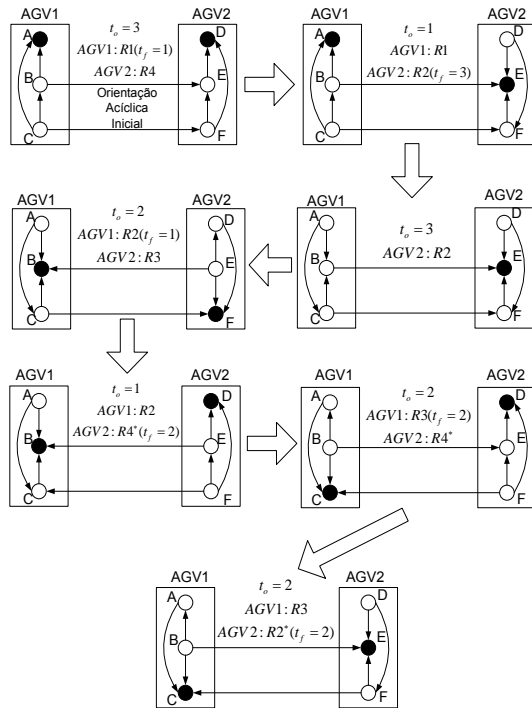 AGV1
A
B
C
t_o = 3
AGV1: R1(t_f = 1)
AGV2: R4
Orientação
Acíclica
Inicial
AGV2
D
E
F
AGV1
A
B
C
t_o = 1
AGV1: R1
AGV2: R2(t_f = 3)
AGV2
D
E
F
AGV1
A
B
C
t_o = 2
AGV1: R2(t_f = 1)
AGV2: R3
AGV2
D
E
F
AGV1
A
B
C
t_o = 3
AGV2: R2
AGV2
D
E
F
AGV1
A
B
C
t_o = 1
AGV1: R2
AGV2: R4*(t_f = 2)
AGV2
D
E
F
AGV1
A
B
C
t_o = 2
AGV1: R3(t_f = 2)
AGV2: R4*
AGV2
D
E
F
AGV1
A
B
C
t_o = 2
AGV1: R3
AGV2: R2*(t_f = 2)
AGV2
D
E
F